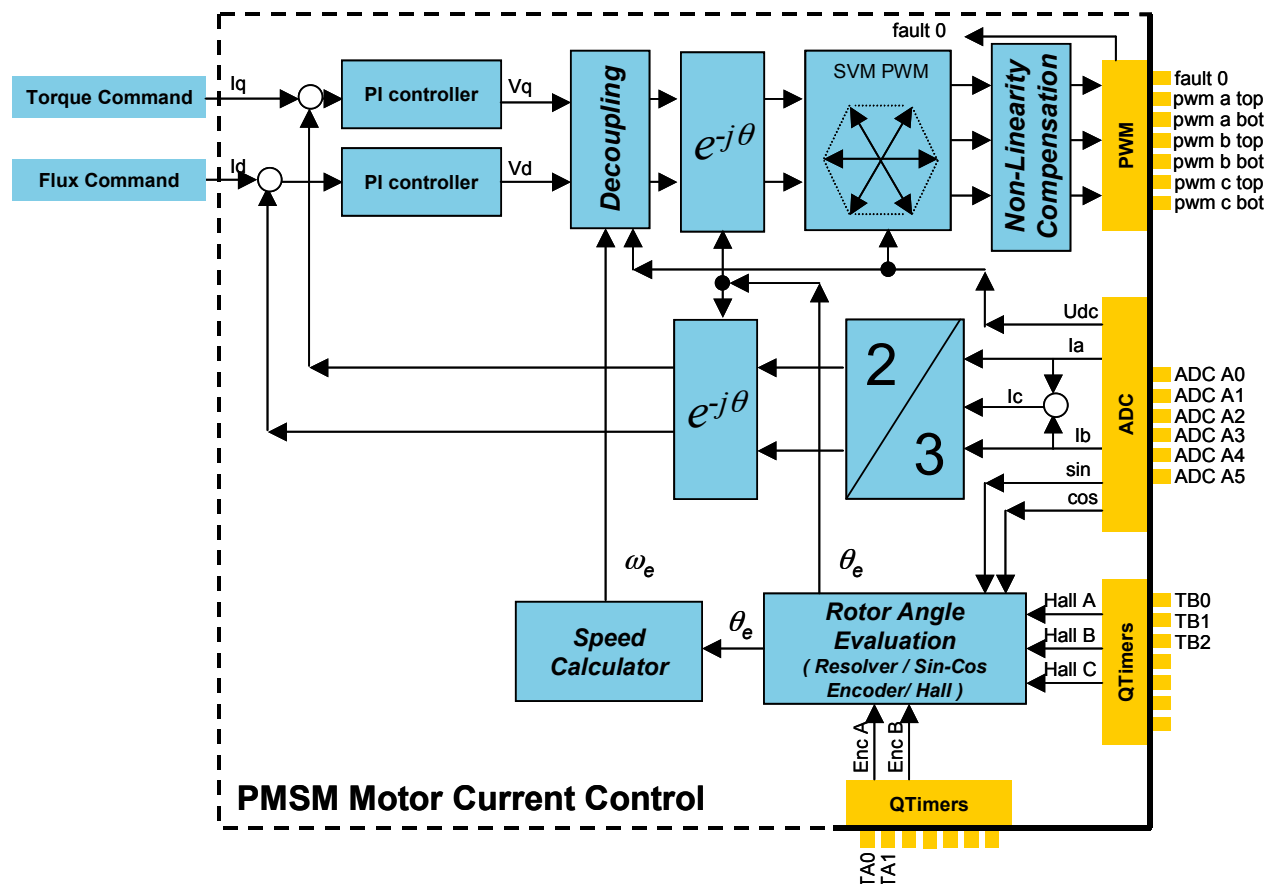 fault 0
Torque Command
Iq
PI controller
Vq
Decoupling
e-jθ
SVM PWM
Non-Linearity
Compensation
PWM
fault 0
pwm a top
pwm a bot
pwm b top
pwm b bot
pwm c top
pwm c bot
Flux Command
Id
PI controller
Vd
Udc
Ia
Ic
Ib
sin
cos
ADC
ADC A0
ADC A1
ADC A2
ADC A3
ADC A4
ADC A5
e-jθ
2
3
ωe
θe
Speed
Calculator
θe
Rotor Angle
Evaluation
( Resolver / Sin-Cos
Encoder/ Hall )
Hall A
Hall B
Hall C
QTimers
TB0
TB1
TB2
Enc A
Enc B
PMSM Motor Current Control
QTimers
TA0
TA1